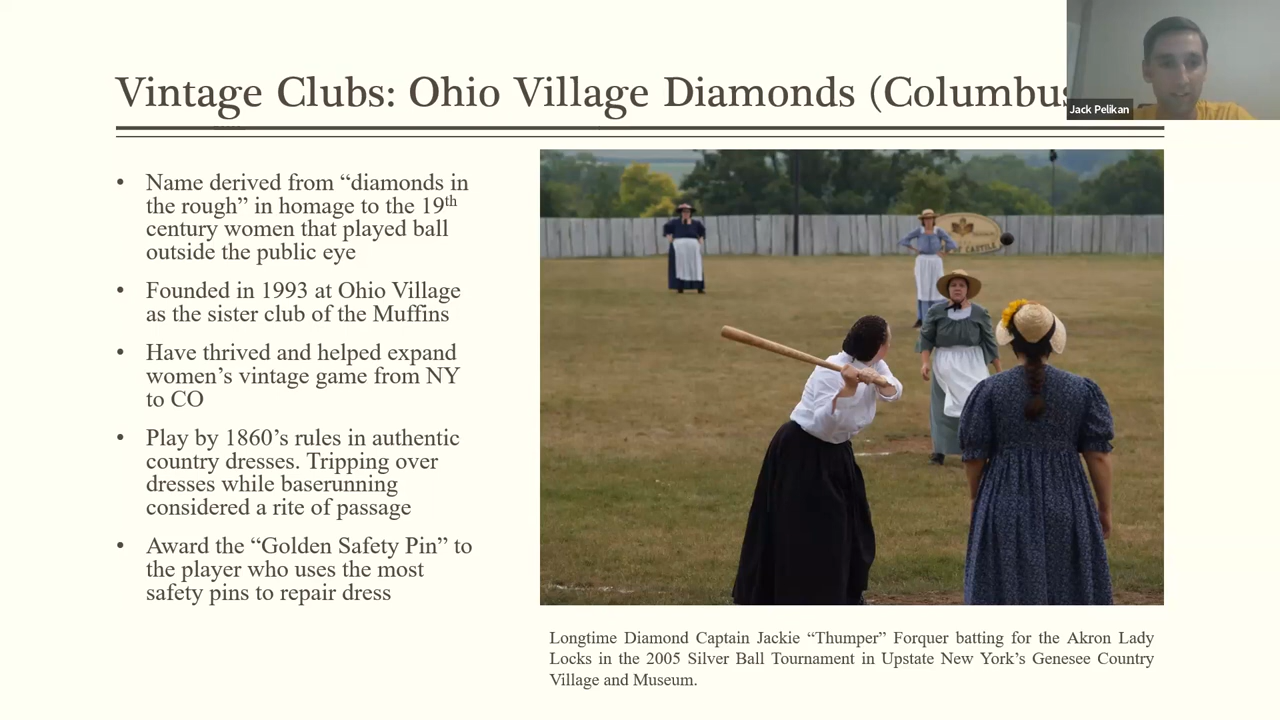 Vintage Clubs: Ohio Village Diamonds (Columbus
Jack Pelikan
• Name derived from “diamonds in
the rough” in homage to the 19th
century women that played ball
outside the public eye
• Founded in 1993 at Ohio Village
as the sister club of the Muffins
• Have thrived and helped expand
women’s vintage game from NY
to CO
• Play by 1860’s rules in authentic
country dresses. Tripping over
dresses while baserunning
considered a rite of passage
• Award the “Golden Safety Pin” to
the player who uses the most
safety pins to repair dress
Longtime Diamond Captain Jackie “Thumper” Forquer batting for the Akron Lady
Locks in the 2005 Silver Ball Tournament in Upstate New York’s Genesee Country
Village and Museum.